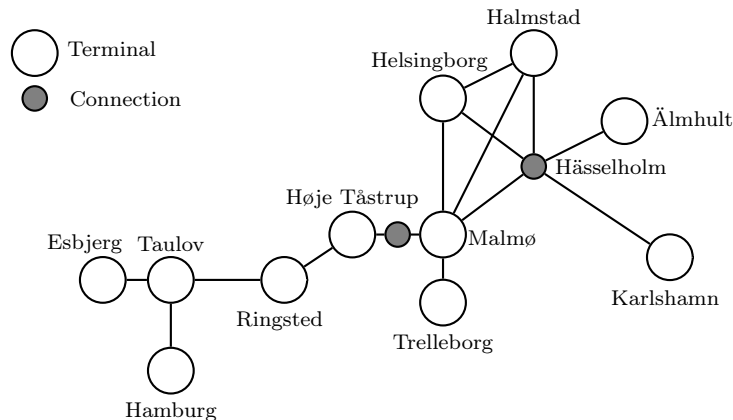 Halmstad
Terminal
Helsingborg
Connection
Älmhult
Hässelholm
Høje Tåstrup
Malmø
Esbjerg
Taulov
Karlshamn
Ringsted
Trelleborg
Hamburg